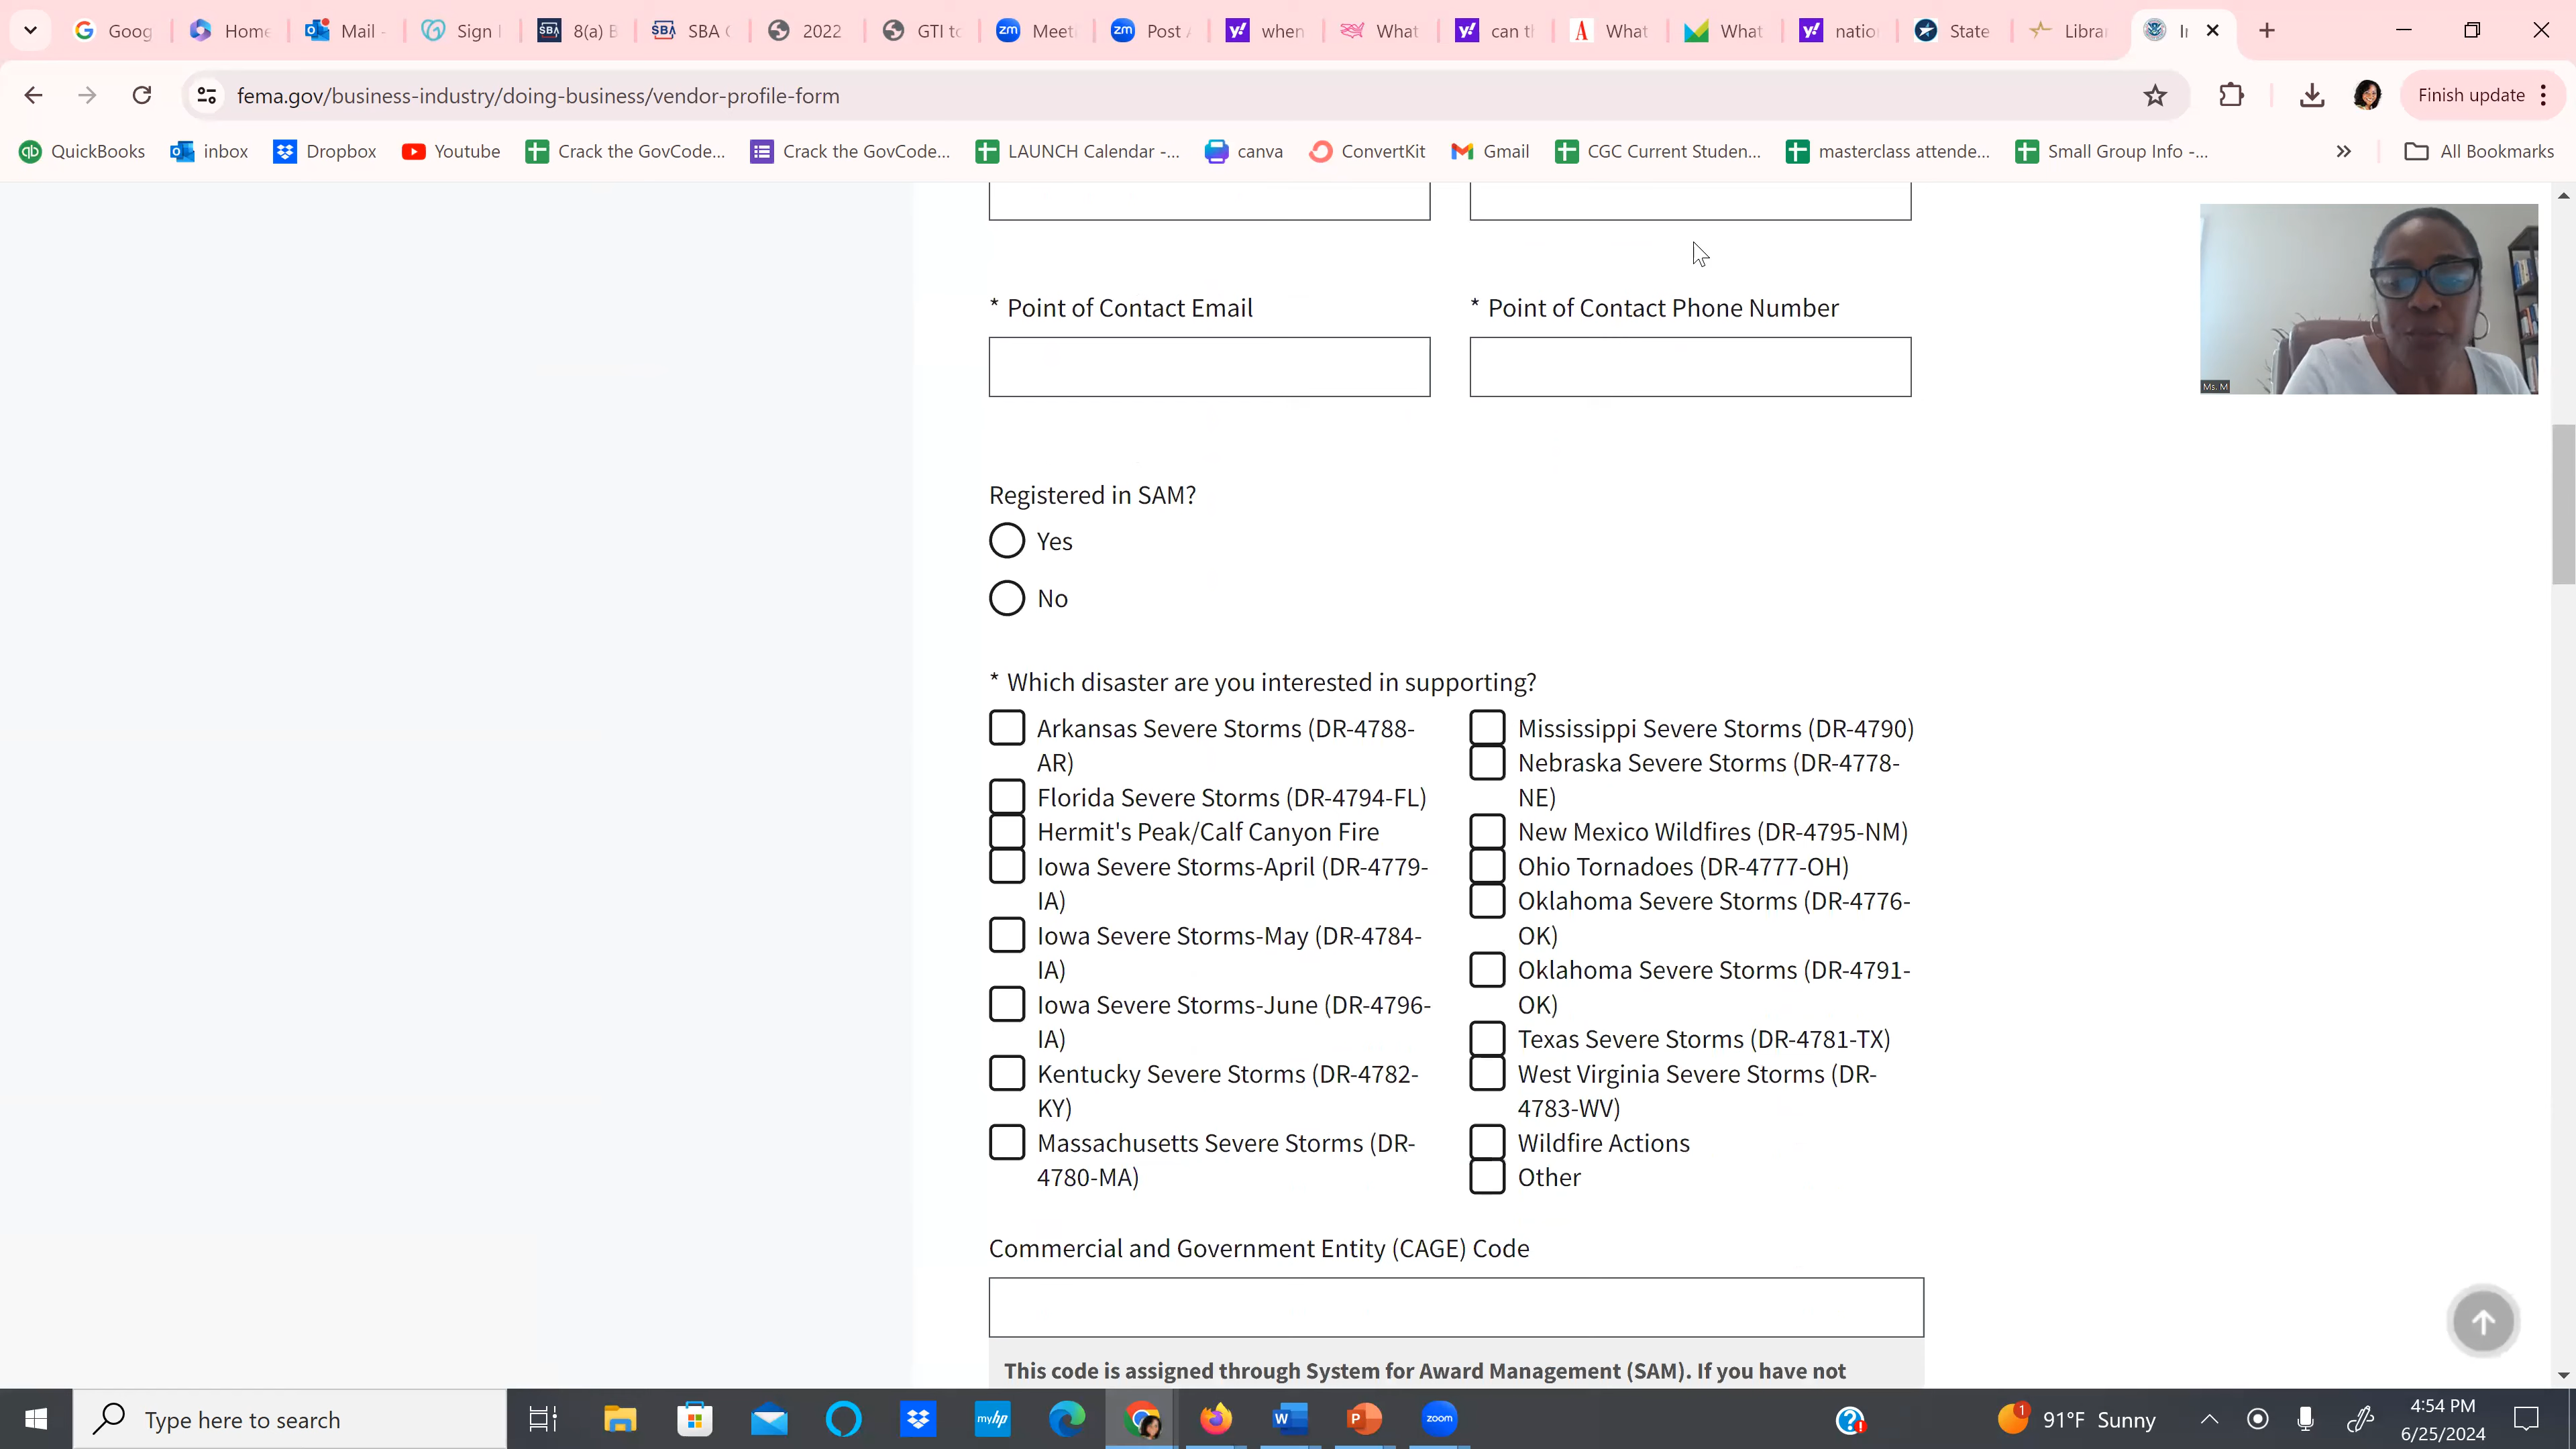 Goog
Home
Mail -
Sign
8(a) B
SBA
2022
GTI to
Meet
Post
when
What
can t
What
What
natio
State
Libra
fema.gov/business-industry/doing-business/vendor-profile-form
Finish update
QuickBooks
inbox
Dropbox
Youtube
Crack the GovCode...
Crack the GovCode...
LAUNCH Calendar -...
canva
ConvertKit
Gmail
CGC Current Studen...
masterclass attende...
Small Group Info -...
All Bookmarks
* Point of Contact Email
* Point of Contact Phone Number
Ms. M
Registered in SAM?
Yes
No
* Which disaster are you interested in supporting?
Arkansas Severe Storms (DR-4788-
AR)
Florida Severe Storms (DR-4794-FL)
Hermit's Peak/Calf Canyon Fire
Iowa Severe Storms-April (DR-4779-
IA)
Iowa Severe Storms-May (DR-4784-
IA)
Iowa Severe Storms-June (DR-4796-
IA)
Kentucky Severe Storms (DR-4782-
KY)
Massachusetts Severe Storms (DR-
4780-MA)
Mississippi Severe Storms (DR-4790)
Nebraska Severe Storms (DR-4778-
NE)
New Mexico Wildfires (DR-4795-NM)
Ohio Tornadoes (DR-4777-OH)
Oklahoma Severe Storms (DR-4776-
OK)
Oklahoma Severe Storms (DR-4791-
OK)
Texas Severe Storms (DR-4781-TX)
West Virginia Severe Storms (DR-
4783-WV)
Wildfire Actions
Other
Commercial and Government Entity (CAGE) Code
This code is assigned through System for Award Management (SAM). If you have not
Type here to search
myhp
zoom
1
91°F Sunny
4:54 PM
6/25/2024